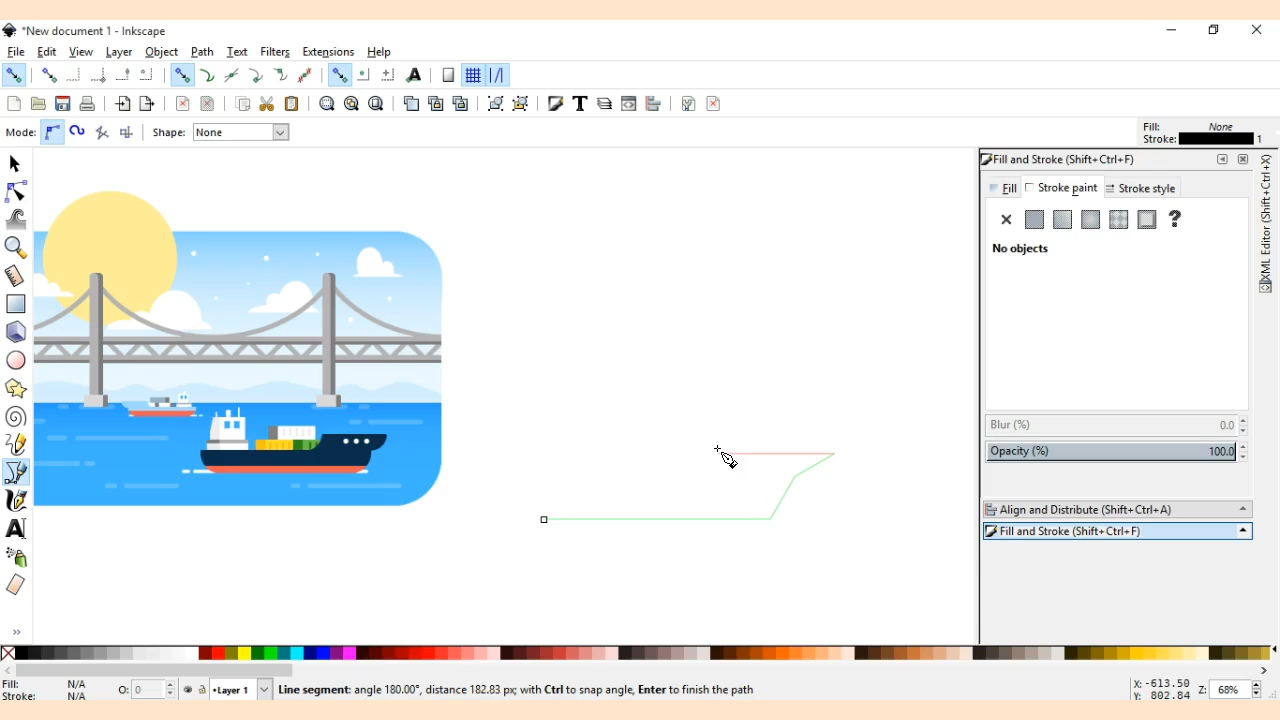 *New document 1 - Inkscape
File Edit View Layer Object Path Text Filters Extensions Help
Mode: Shape: None
Fill: None
Stroke: 1
Fill and Stroke (Shift+Ctrl+F)
Fill Stroke paint Stroke style
No objects
XML Editor (Shift+Ctrl+X)
Blur (%) 0.0
Opacity (%) 100.0
Align and Distribute (Shift+Ctrl+A)
Fill and Stroke (Shift+Ctrl+F)
Fill: N/A
Stroke: N/A
O: 0
•Layer 1
Line segment: angle 180.00°, distance 182.83 px; with Ctrl to snap angle, Enter to finish the path
X: -613.50
Y: 802.84
Z: 68%